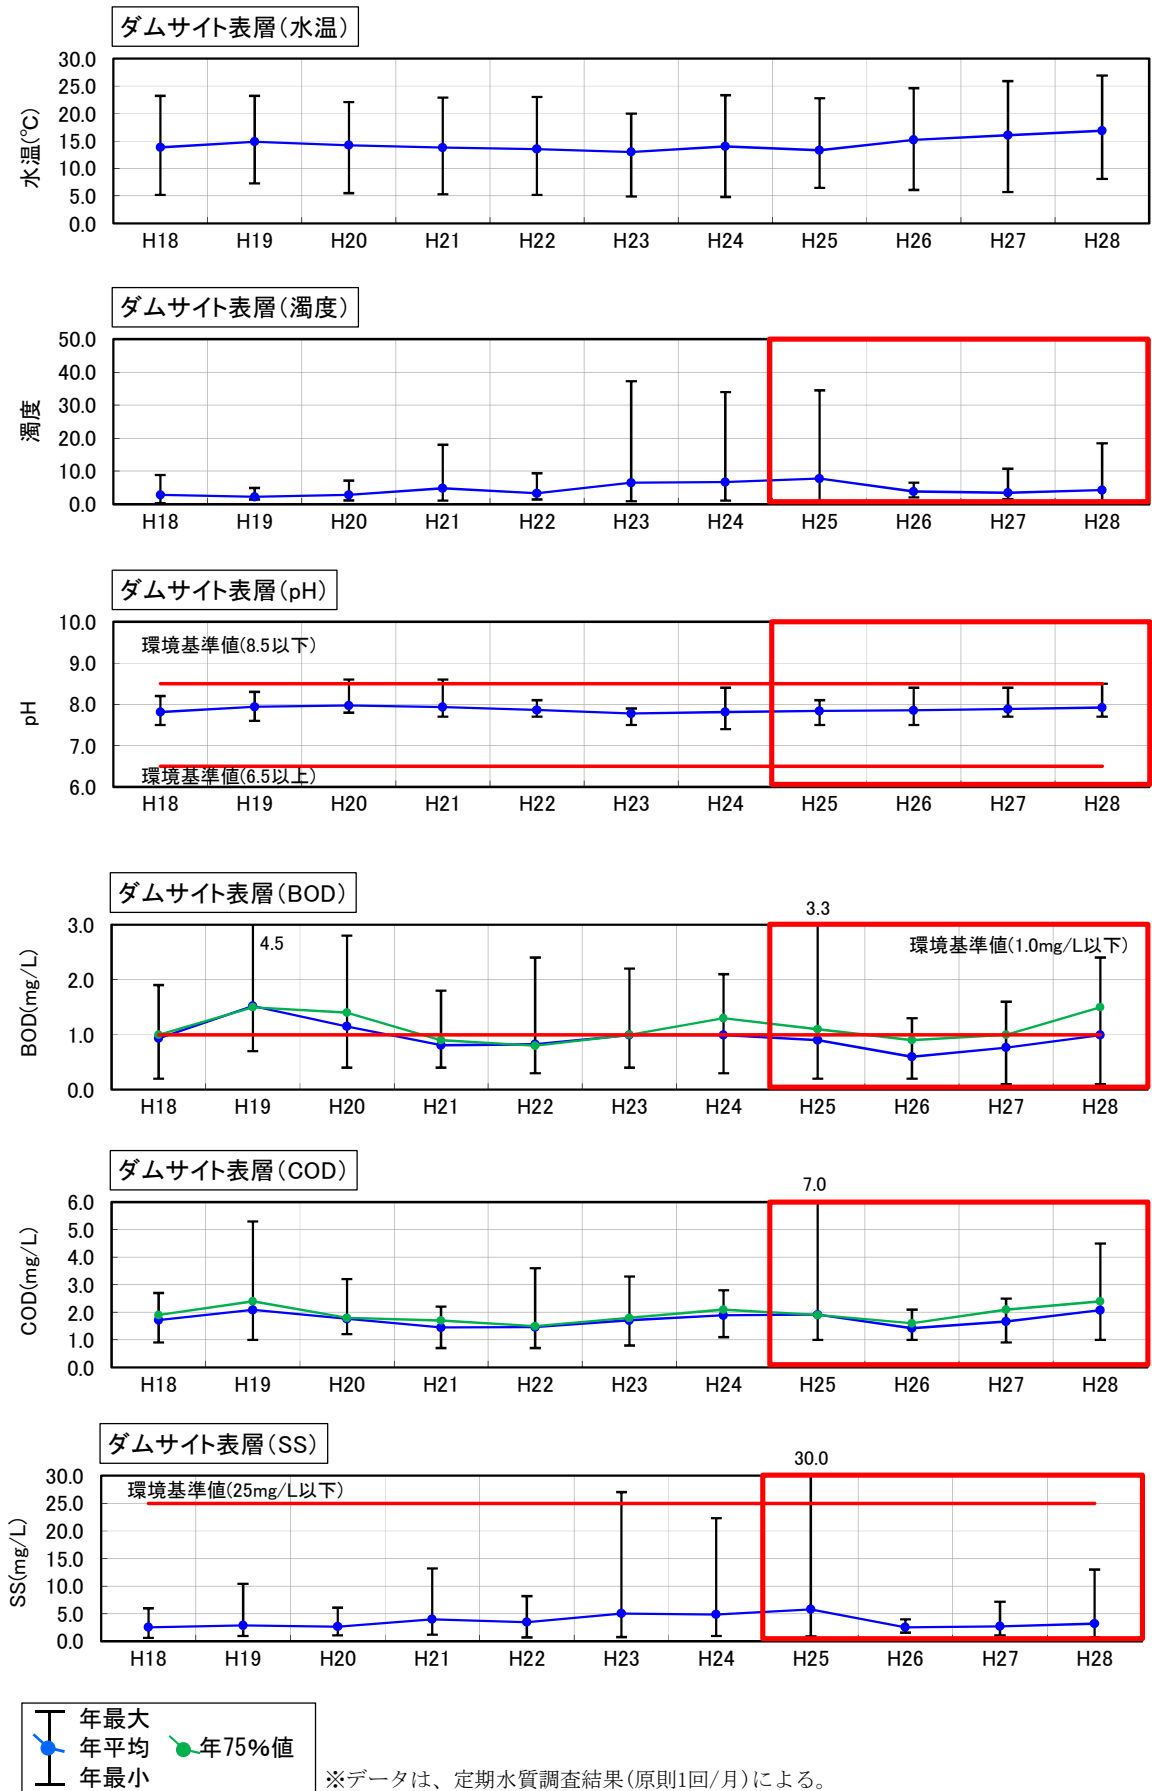 ダムサイト表層(水温)
水温(℃)
30.0
25.0
20.0
15.0
10.0
5.0
0.0
H18 H19 H20 H21 H22 H23 H24 H25 H26 H27 H28
ダムサイト表層(濁度)
濁度
50.0
40.0
30.0
20.0
10.0
0.0
H18 H19 H20 H21 H22 H23 H24 H25 H26 H27 H28
ダムサイト表層(pH)
pH
10.0
環境基準値(8.5以下)
9.0
8.0
7.0
環境基準値(6.5以上)
6.0
H18 H19 H20 H21 H22 H23 H24 H25 H26 H27 H28
ダムサイト表層(BOD)
3.3
BOD(mg/L)
3.0
4.5
環境基準値(1.0mg/L以下)
2.0
1.0
0.0
H18 H19 H20 H21 H22 H23 H24 H25 H26 H27 H28
ダムサイト表層(COD)
7.0
COD(mg/L)
6.0
5.0
4.0
3.0
2.0
1.0
0.0
H18 H19 H20 H21 H22 H23 H24 H25 H26 H27 H28
ダムサイト表層(SS)
30.0
SS(mg/L)
30.0
環境基準値(25mg/L以下)
25.0
20.0
15.0
10.0
5.0
0.0
H18 H19 H20 H21 H22 H23 H24 H25 H26 H27 H28
年最大
年平均 年75%値
年最小
※データは、定期水質調査結果(原則1回/月)による。